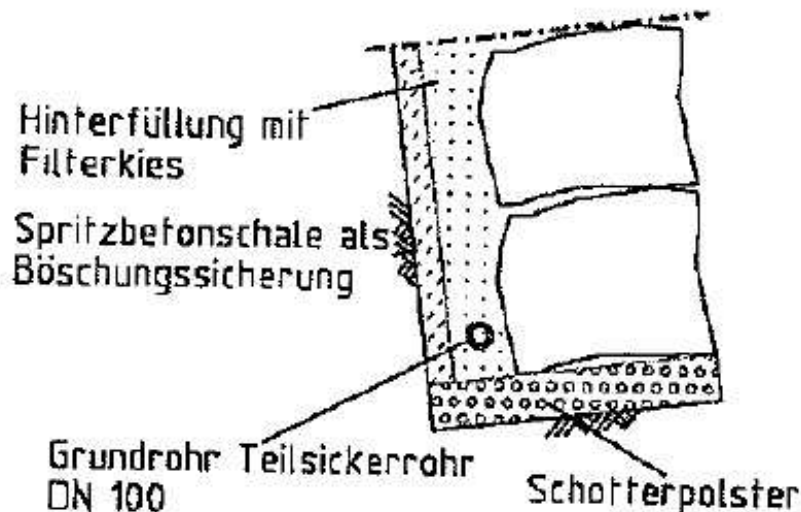 Hinterfüllung mit
Filterkies
Spritzbetonschale als
Böschungssicherung
Grundrohr Teilsickerrohr
DN 100
Schotterpolster